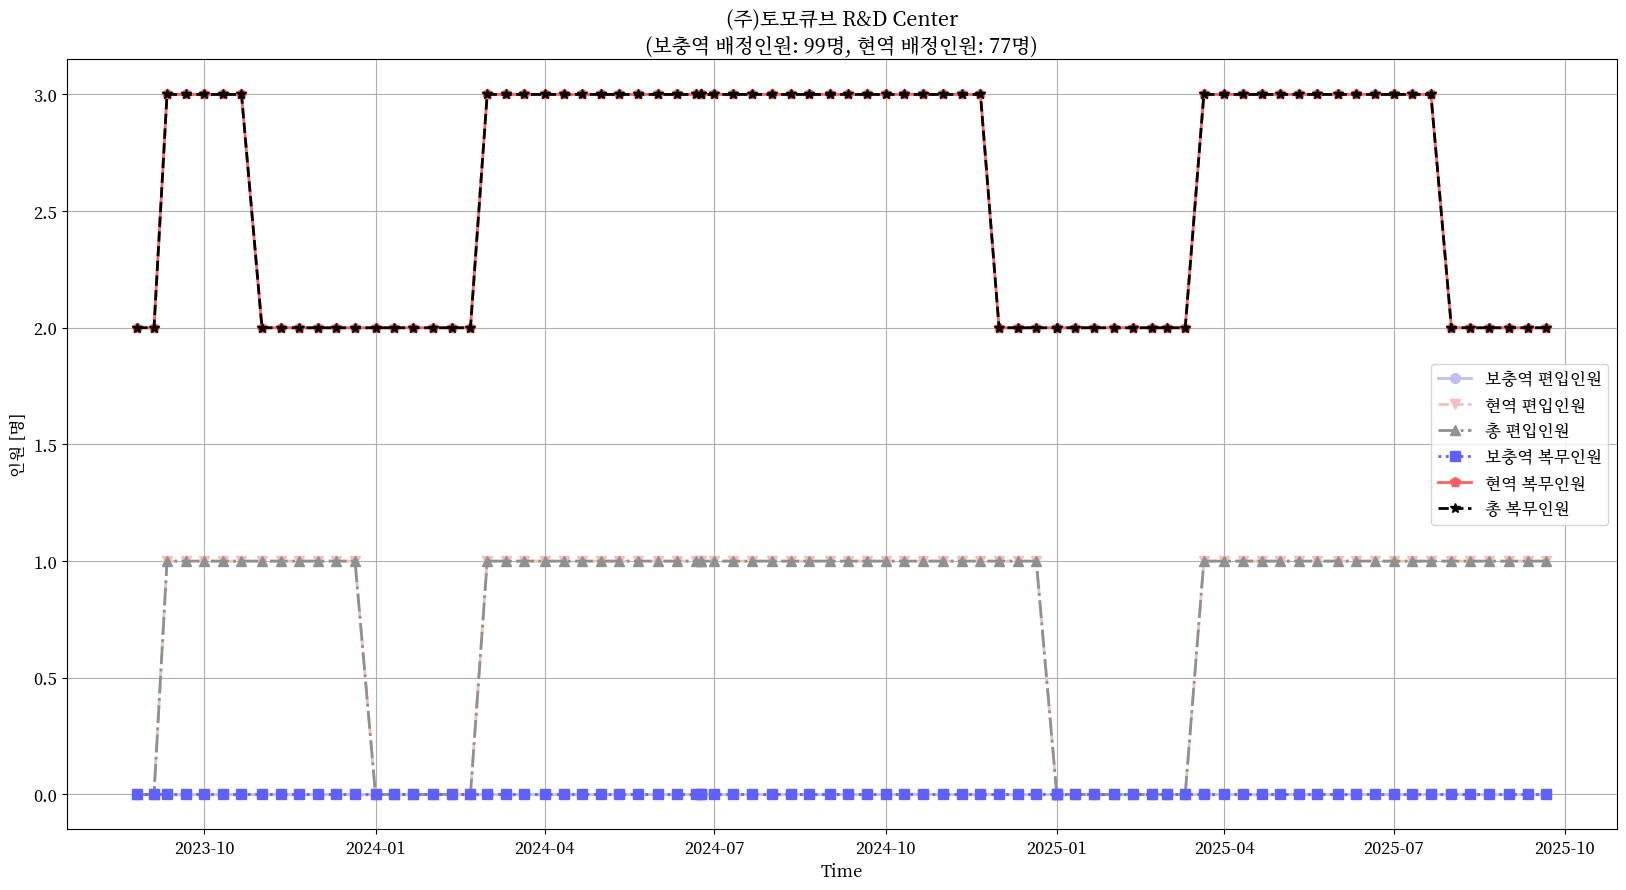 (주)토모큐브 R&D Center
(보충역 배정인원: 99명, 현역 배정인원: 77명)
3.0
2.5
2.0
1.5
1.0
0.5
0.0
인원 [명]
보충역 편입인원
현역 편입인원
총 편입인원
보충역 복무인원
현역 복무인원
총 복무인원
2023-10
2024-01
2024-04
2024-07
2024-10
2025-01
2025-04
2025-07
2025-10
Time